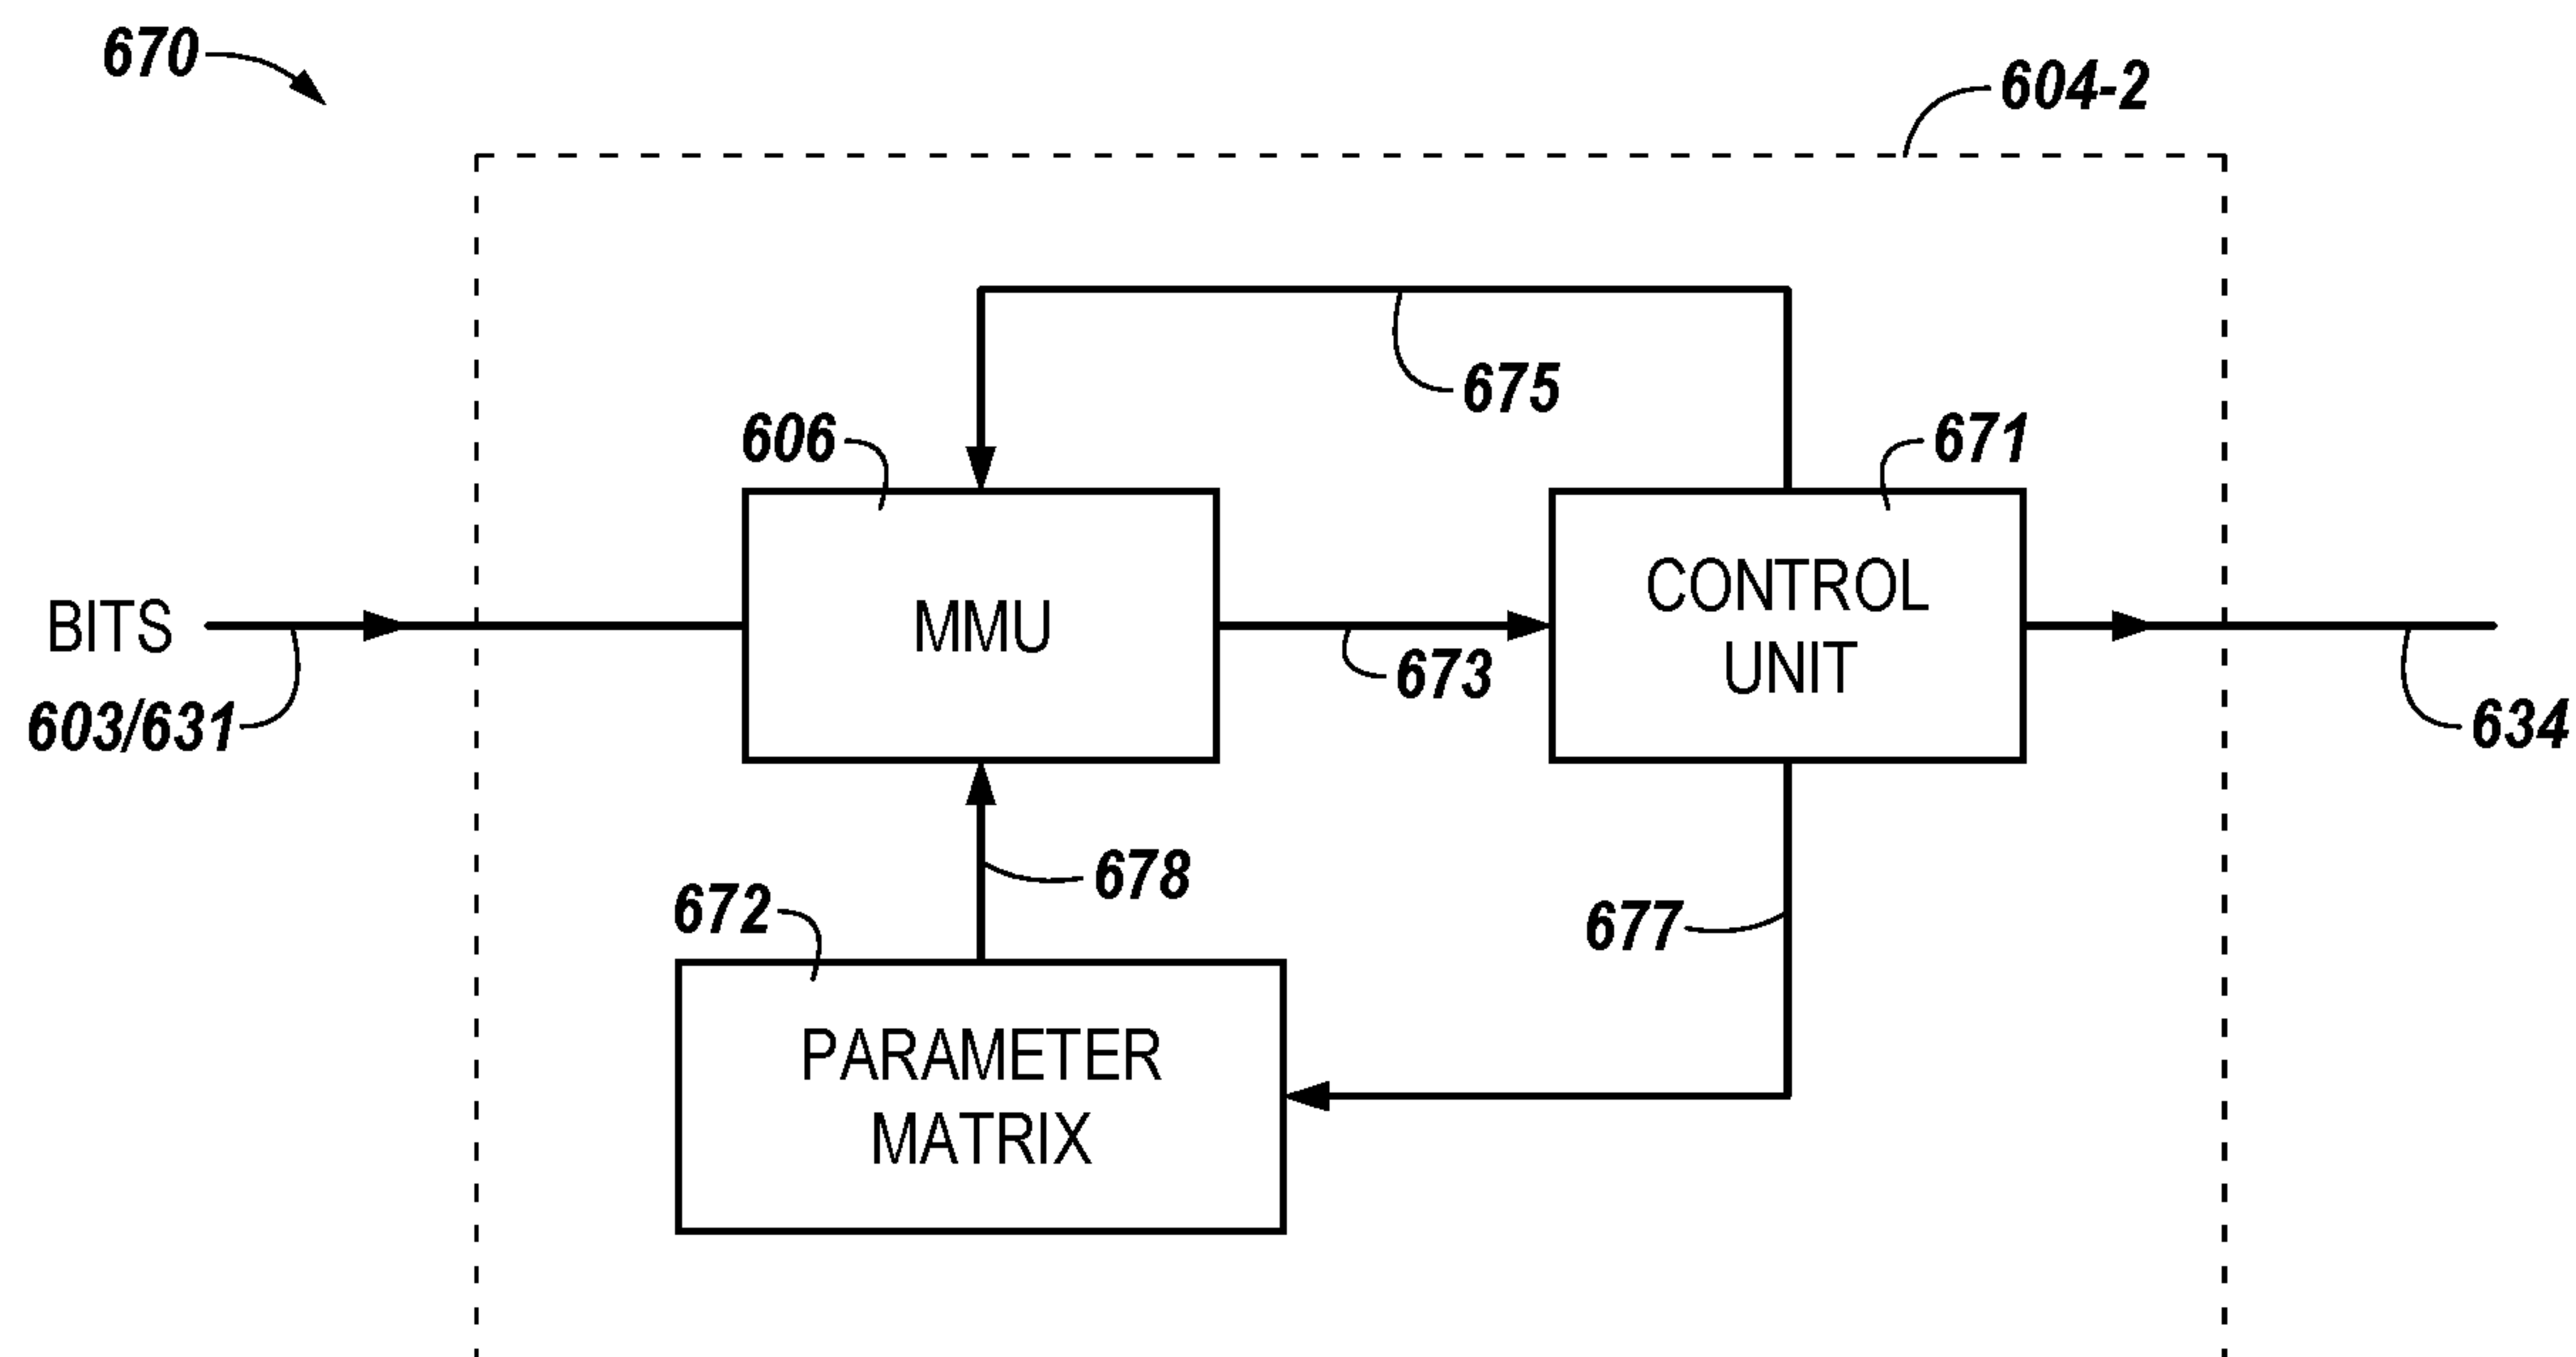 670
604-2
675
606
671
BITS
MMU
CONTROL
UNIT
603/631
673
634
678
672
677
PARAMETER
MATRIX